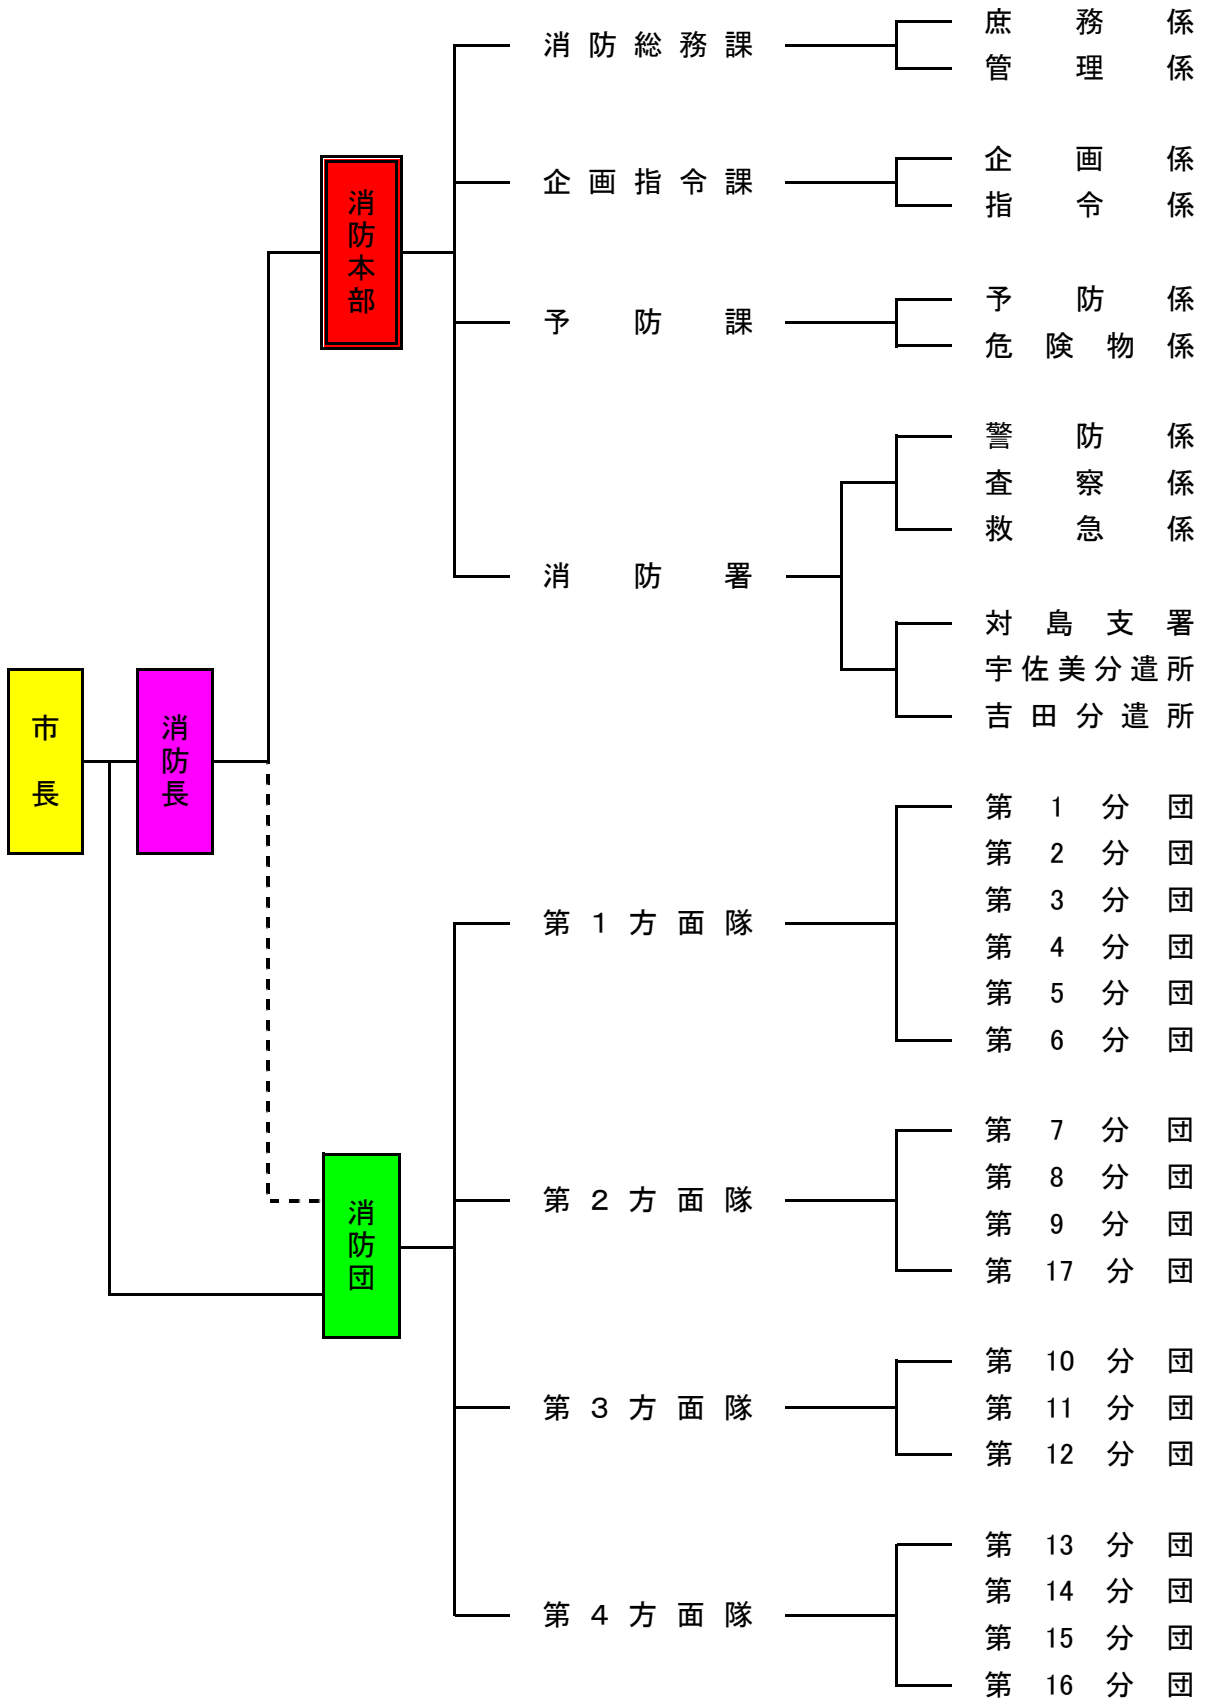 市長
消防長
消防本部
消防総務課
庶務係
管理係
企画指令課
企画係
指令係
予防課
予防係
危険物係
消防署
警防係
査察係
救急係
対島支署
宇佐美分遣所
吉田分遣所
消防団
第1方面隊
第1分団
第2分団
第3分団
第4分団
第5分団
第6分団
第2方面隊
第7分団
第8分団
第9分団
第17分団
第3方面隊
第10分団
第11分団
第12分団
第4方面隊
第13分団
第14分団
第15分団
第16分団